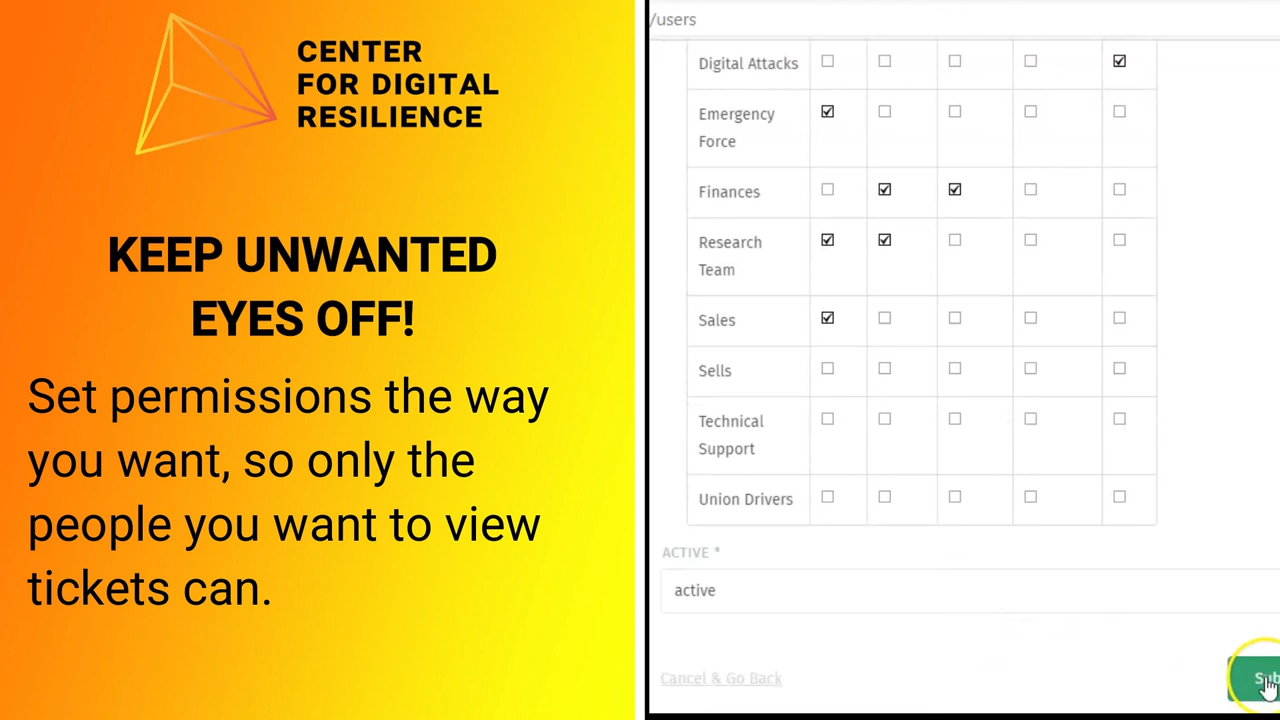 CENTER
FOR DIGITAL
RESILIENCE
KEEP UNWANTED
EYES OFF!
Set permissions the way
you want, so only the
people you want to view
tickets can.
/users
Digital Attacks
Emergency
Force
Finances
Research
Team
Sales
Sells
Technical
Support
Union Drivers
ACTIVE *
active
Cancel & Go Back